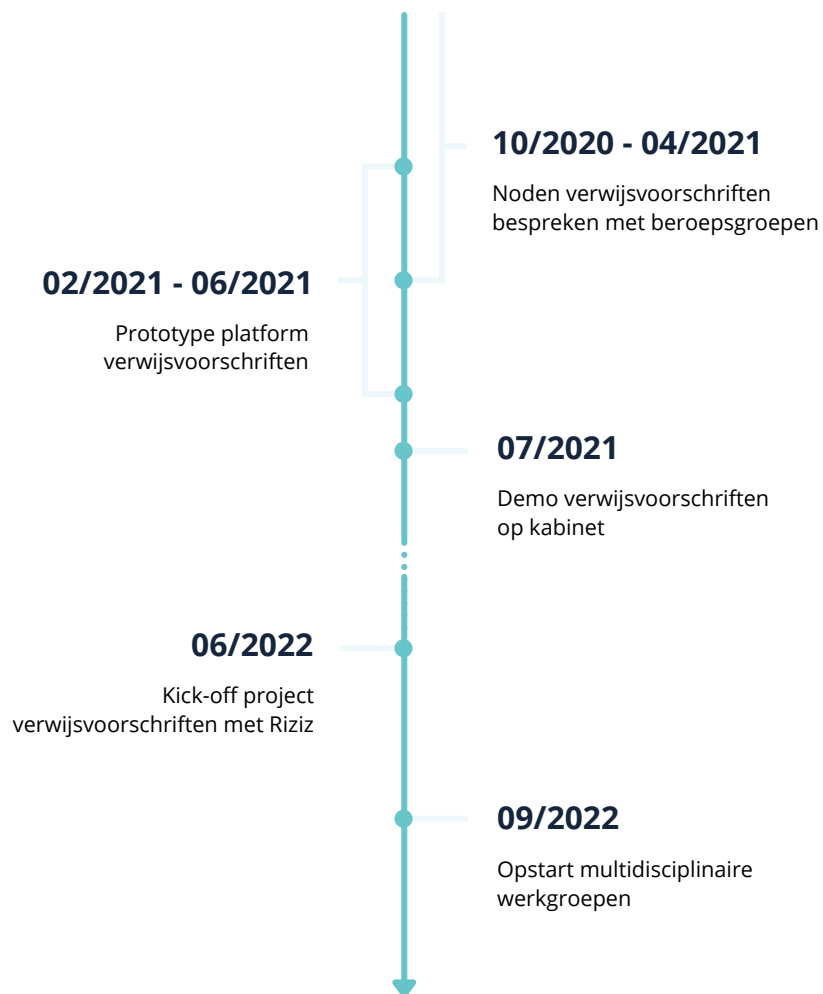 10/2020 - 04/2021
Noden verwijsvoorschriften
bespreken met beroepsgroepen
02/2021 - 06/2021
Prototype platform
verwijsvoorschriften
07/2021
Demo verwijsvoorschriften
op kabinet
06/2022
Kick-off project
verwijsvoorschriften met Riziz
09/2022
Opstart multidisciplinaire
werkgroepen